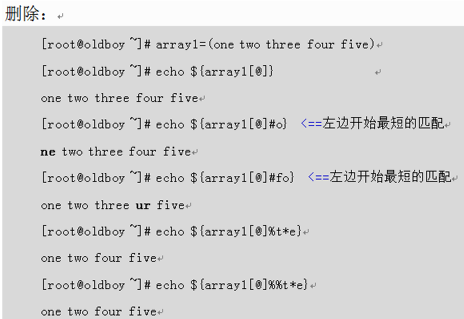 删除：
[root@oldboy ~]# array1=(one two three four five)
[root@oldboy ~]# echo ${array1[@]}
one two three four five
[root@oldboy ~]# echo ${array1[@]#o} <==左边开始最短的匹配
ne two three four five
[root@oldboy ~]# echo ${array1[@]#fo} <==左边开始最短的匹配
one two three ur five
[root@oldboy ~]# echo ${array1[@]%t*e}
one two four five
[root@oldboy ~]# echo ${array1[@]%%t*e}
one two four five